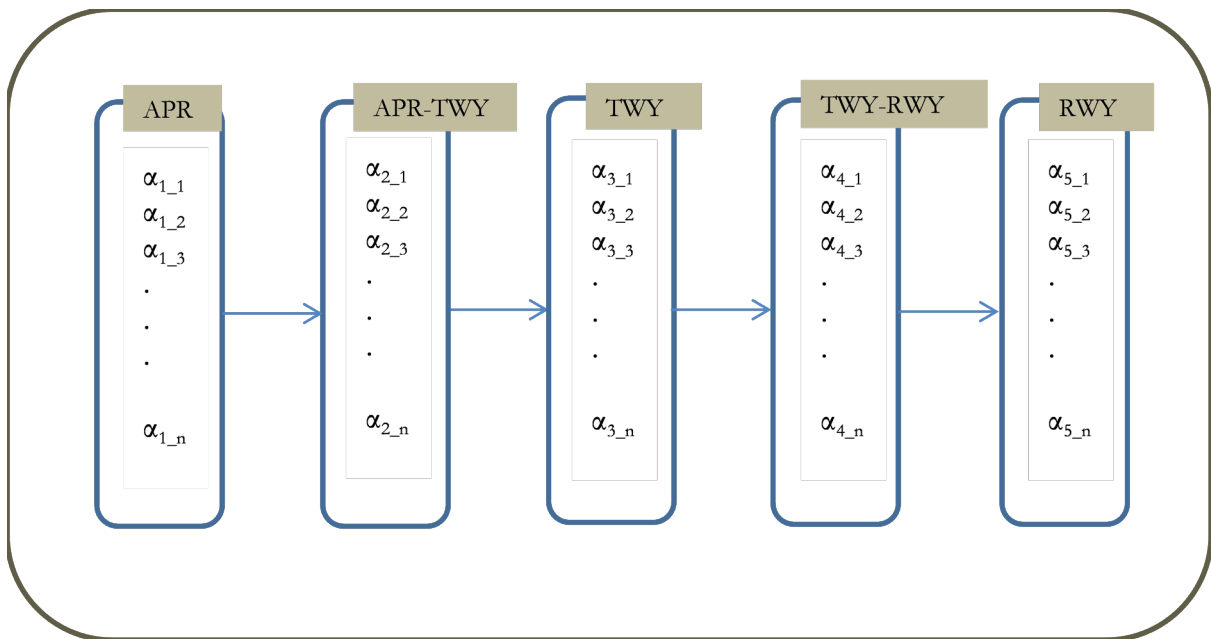 APR
α1_1
α1_2
α1_3
.
.
.
α1_n
APR-TWY
α2_1
α2_2
α2_3
.
.
.
α2_n
TWY
α3_1
α3_2
α3_3
.
.
.
α3_n
TWY-RWY
α4_1
α4_2
α4_3
.
.
.
α4_n
RWY
α5_1
α5_2
α5_3
.
.
.
α5_n